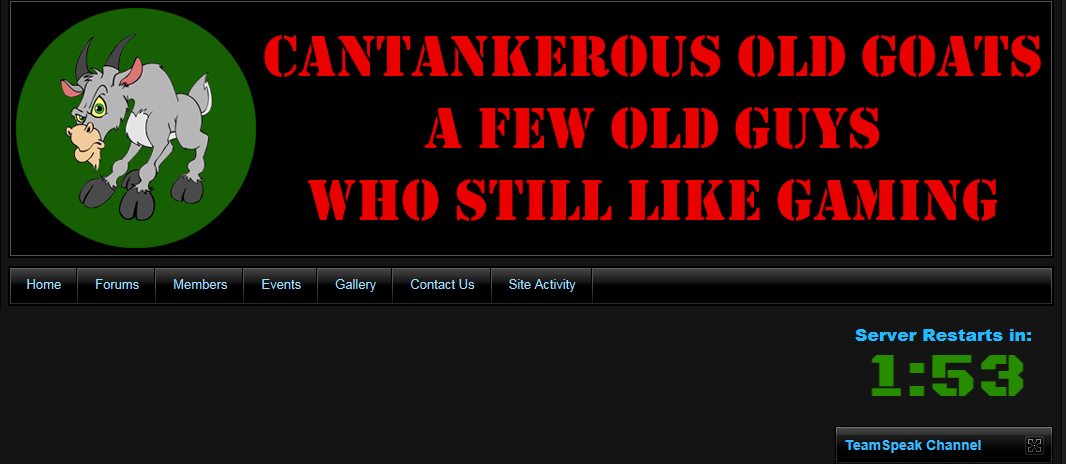 CANTANKEROUS OLD GOATS
A FEW OLD GUYS
WHO STILL LIKE GAMING
Home Forums Members Events Gallery Contact Us Site Activity
Server Restarts in:
1:53
TeamSpeak Channel